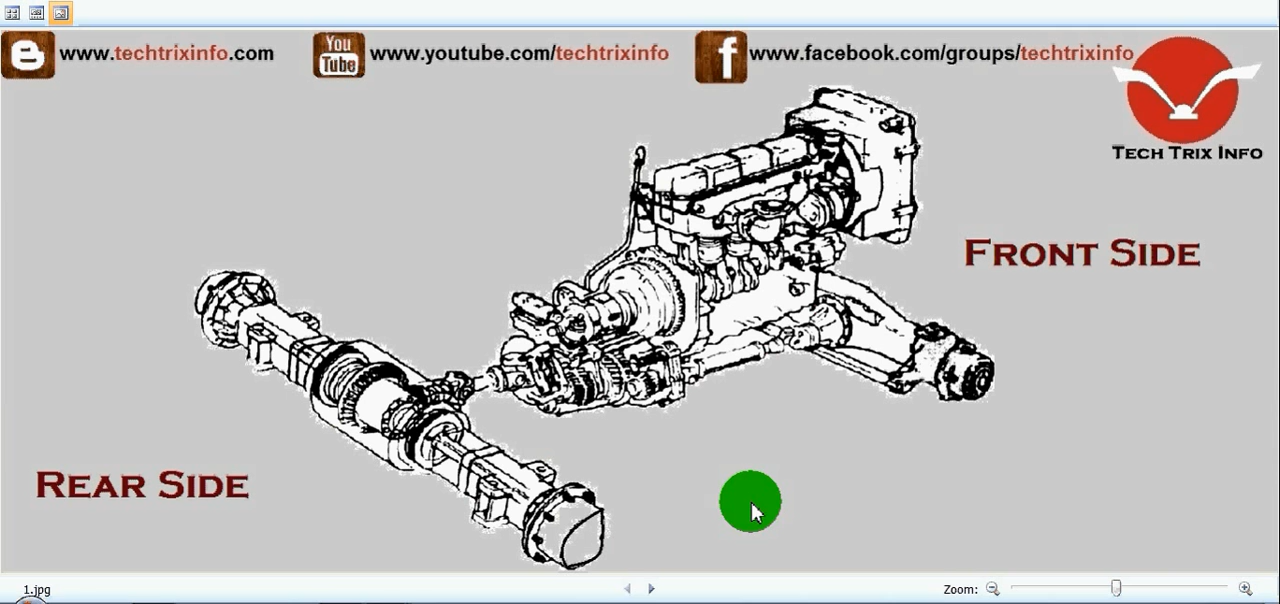 www.techtrixinfo.com
You
Tube
www.youtube.com/techtrixinfo
f
www.facebook.com/groups/techtrixinfo
TECH TRIX INFO
FRONT SIDE
REAR SIDE
1.jpg
Zoom: